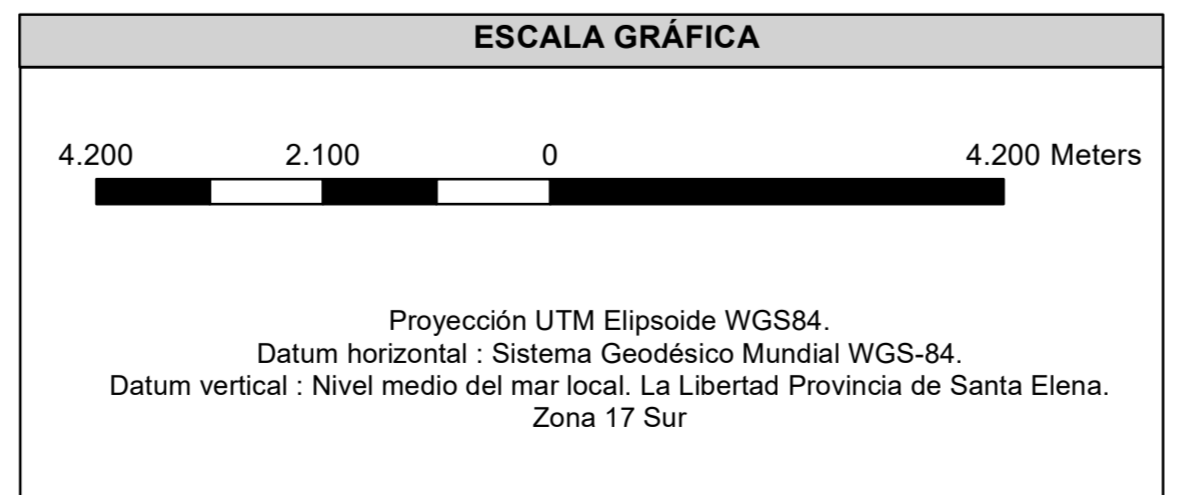 ESCALA GRÁFICA
4.200 2.100 0 4.200 Meters
Proyección UTM Elipsoide WGS84.
Datum horizontal : Sistema Geodésico Mundial WGS-84.
Datum vertical : Nivel medio del mar local. La Libertad Provincia de Santa Elena.
Zona 17 Sur